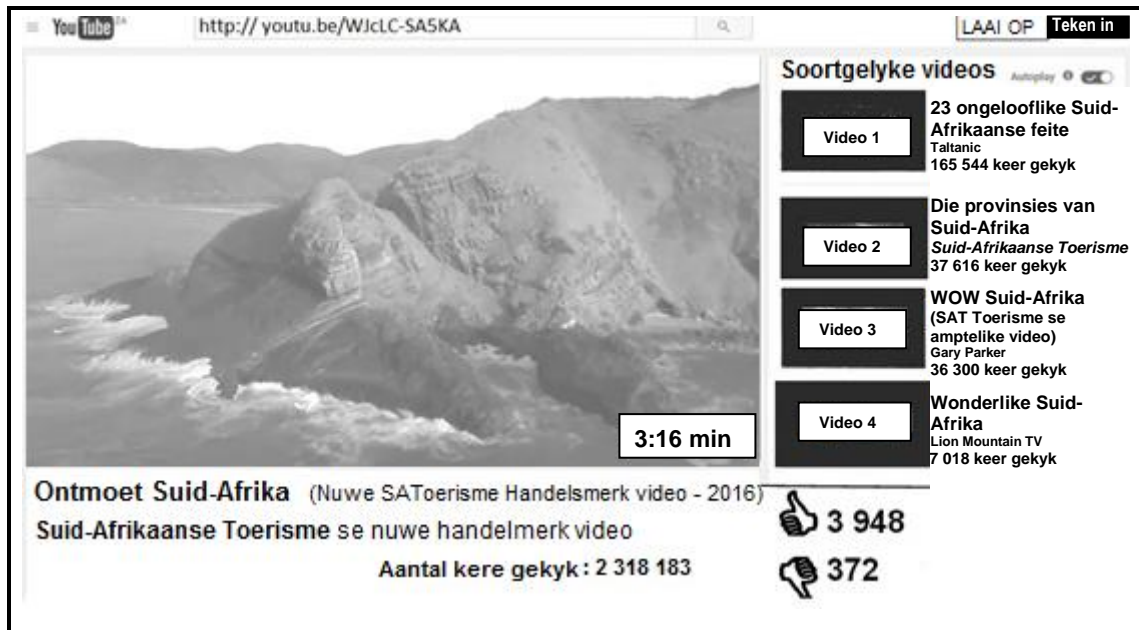 YouTube ZA
http:// youtu.be/WJcLC-SA5KA
LAAI OP
Teken in
Soortgelyke videos
Autoplay
Video 1
23 ongelooflike Suid-
Afrikaanse feite
Taltanic
165 544 keer gekyk
Video 2
Die provinsies van
Suid-Afrika
Suid-Afrikaanse Toerisme
37 616 keer gekyk
Video 3
WOW Suid-Afrika
(SAT Toerisme se
amptelike video)
Gary Parker
36 300 keer gekyk
Video 4
Wonderlike Suid-
Afrika
Lion Mountain TV
7 018 keer gekyk
3:16 min
Ontmoet Suid-Afrika (Nuwe SAToerisme Handelsmerk video - 2016)
Suid-Afrikaanse Toerisme se nuwe handelmerk video
Aantal kere gekyk : 2 318 183
3 948
372